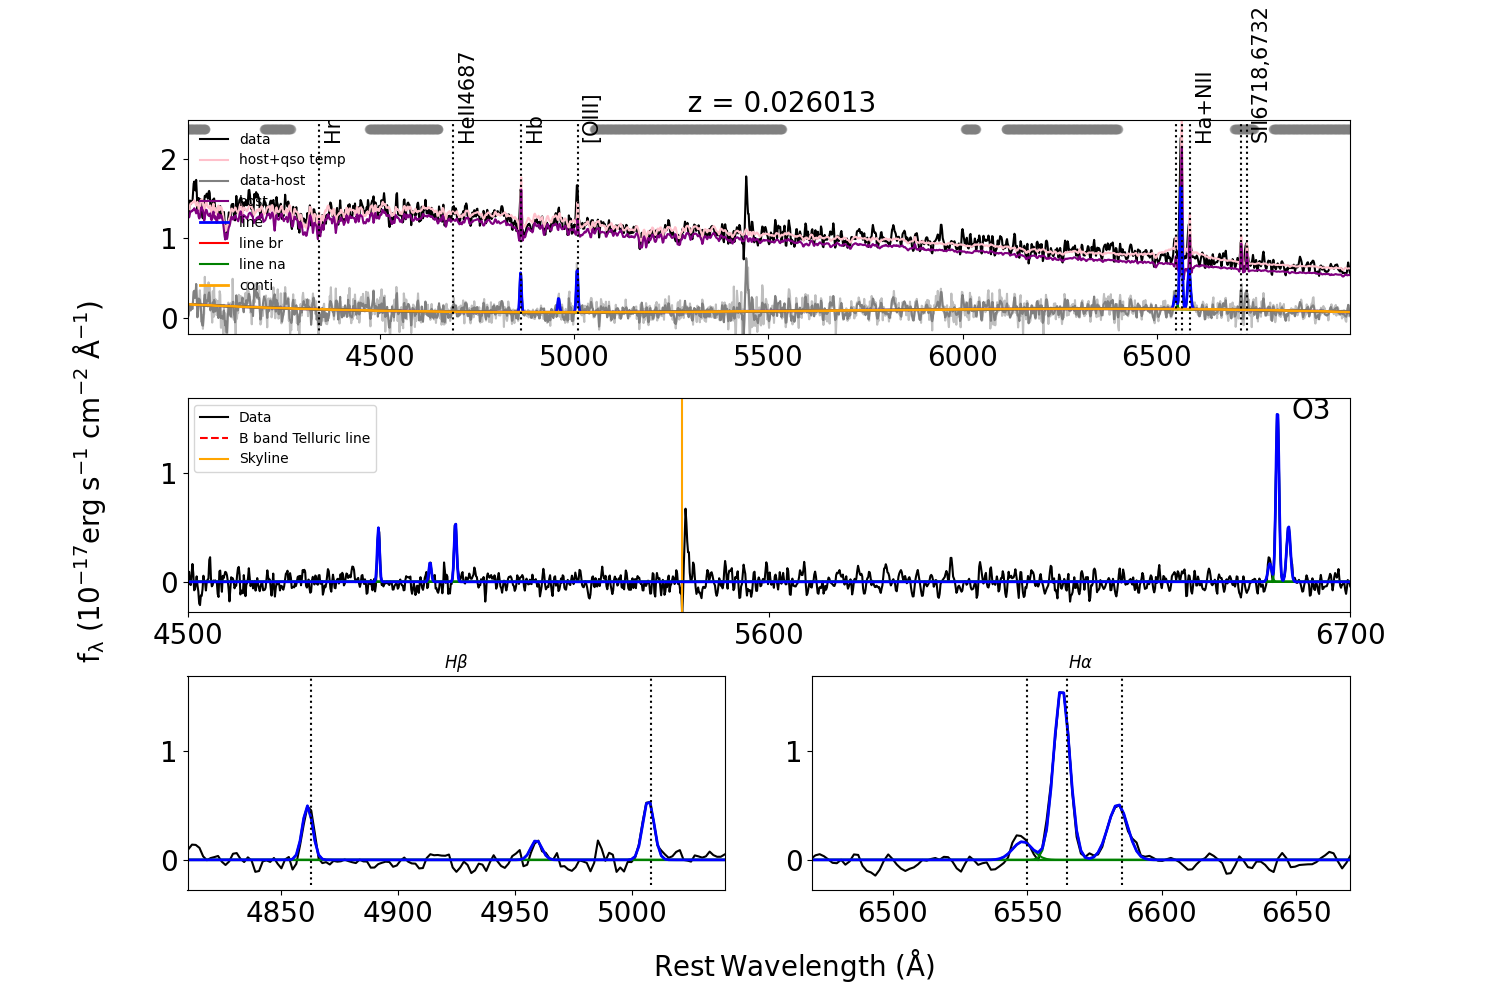 z = 0.026013
Hr
HeII4687
Hb
[OIII]
Ha+NII
SII6718,6732
data
host+qso temp
data-host
host
line
line br
line na
conti
2
1
0
4500 5000 5500 6000 6500
Data
B band Telluric line
Skyline
O3
1
0
4500 5600 6700
fλ (10⁻¹⁷erg s⁻¹ cm⁻² Å⁻¹)
Hβ
1
0
4850 4900 4950 5000
Hα
1
0
6500 6550 6600 6650
Rest Wavelength (Å)